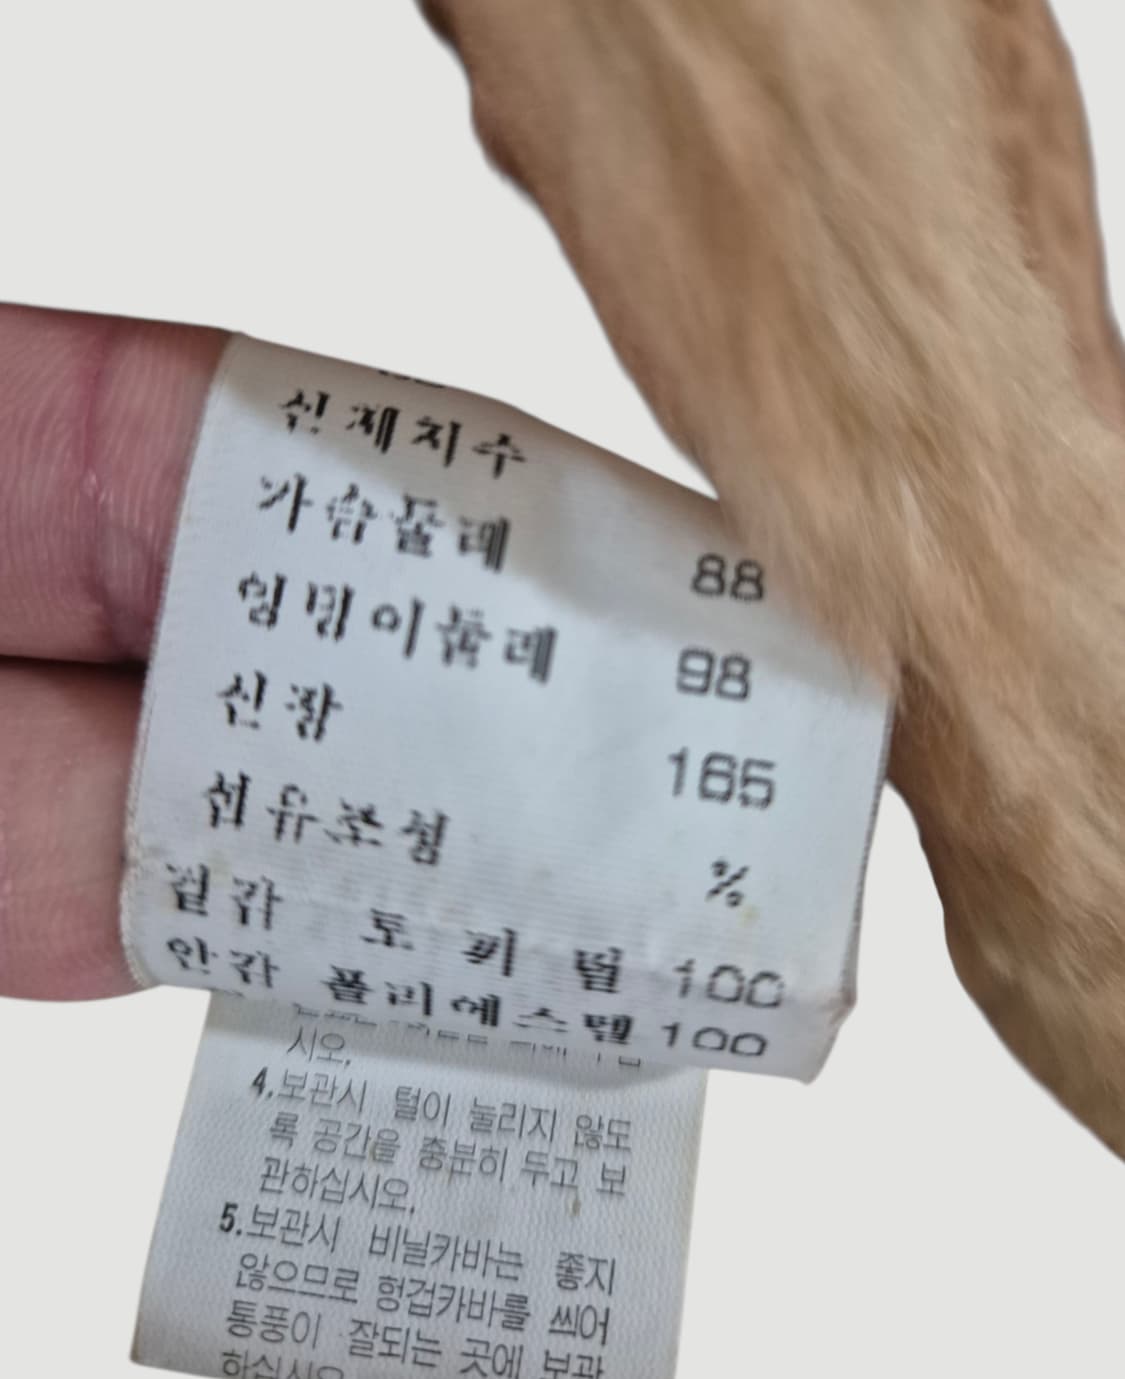 신체치수
가슴둘레 88
엉덩이둘레 98
신장 165
섬유조성 %
겉감 토끼털 100
안감 폴리에스텔 100
시오.
4.보관시 털이 눌리지 않도
록 공간을 충분히 두고 보
관하십시오.
5.보관시 비닐카바는 좋지
않으므로 헝겁카바를 씌어
통풍이 잘되는 곳에 보관
하십시오